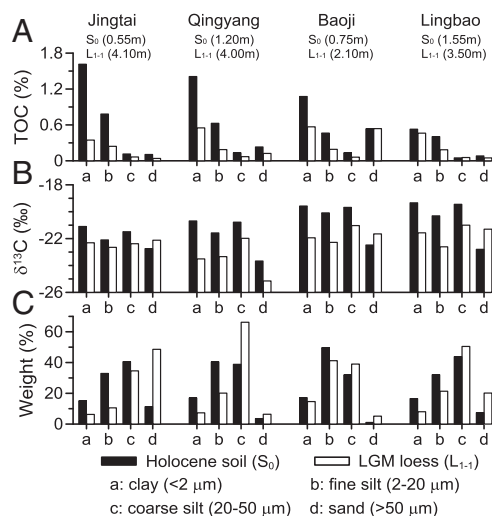 Jingtai Qingyang Baoji Lingbao
S₀ (0.55m) S₀ (1.20m) S₀ (0.75m) S₀ (1.55m)
L₁₋₁ (4.10m) L₁₋₁ (4.00m) L₁₋₁ (2.10m) L₁₋₁ (3.50m)
A
TOC (%)
1.8
1.2
0.6
0
a b c d a b c d a b c d a b c d
B
δ¹³C (‰)
-18
-22
-26
a b c d a b c d a b c d a b c d
C
Weight (%)
60
40
20
0
a b c d a b c d a b c d a b c d
Holocene soil (S₀) LGM loess (L₁₋₁)
a: clay (<2 μm) b: fine silt (2-20 μm)
c: coarse silt (20-50 μm) d: sand (>50 μm)